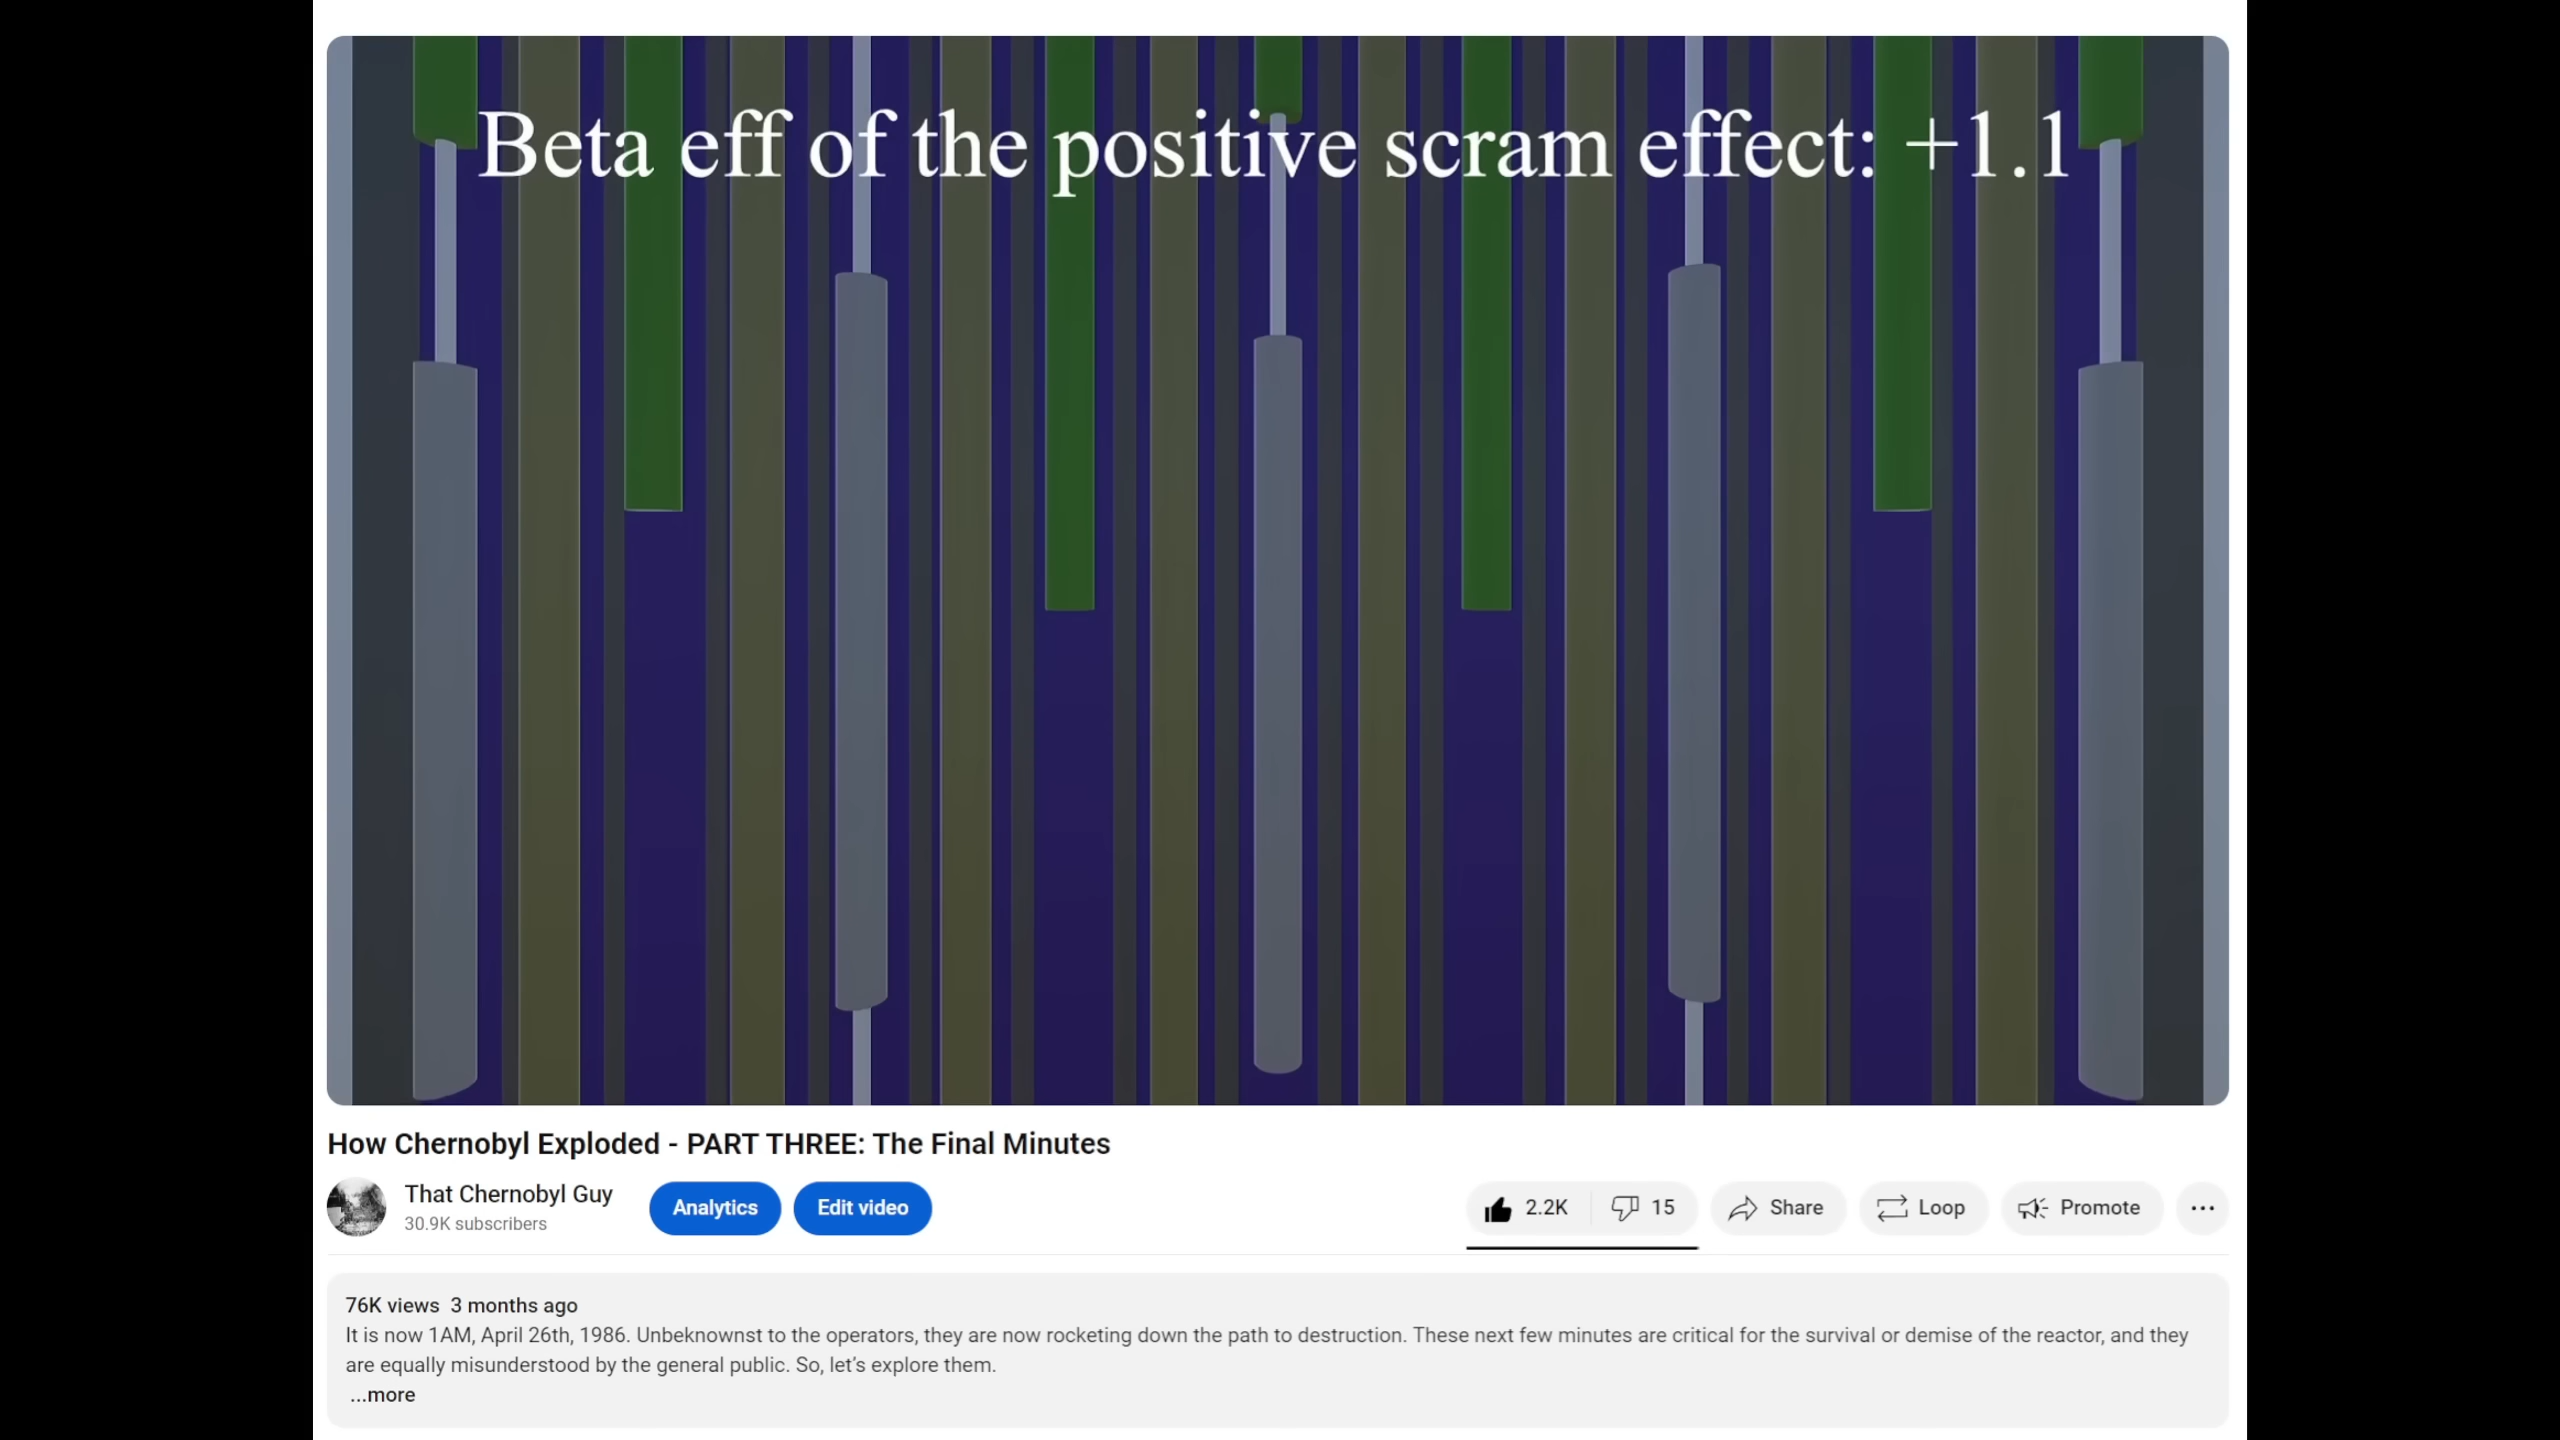 Beta eff of the positive scram effect: +1.1
How Chernobyl Exploded - PART THREE: The Final Minutes
That Chernobyl Guy
30.9K subscribers
Analytics
Edit video
2.2K
15
Share
Loop
Promote
76K views 3 months ago
It is now 1AM, April 26th, 1986. Unbeknownst to the operators, they are now rocketing down the path to destruction. These next few minutes are critical for the survival or demise of the reactor, and they
are equally misunderstood by the general public. So, let's explore them.
...more